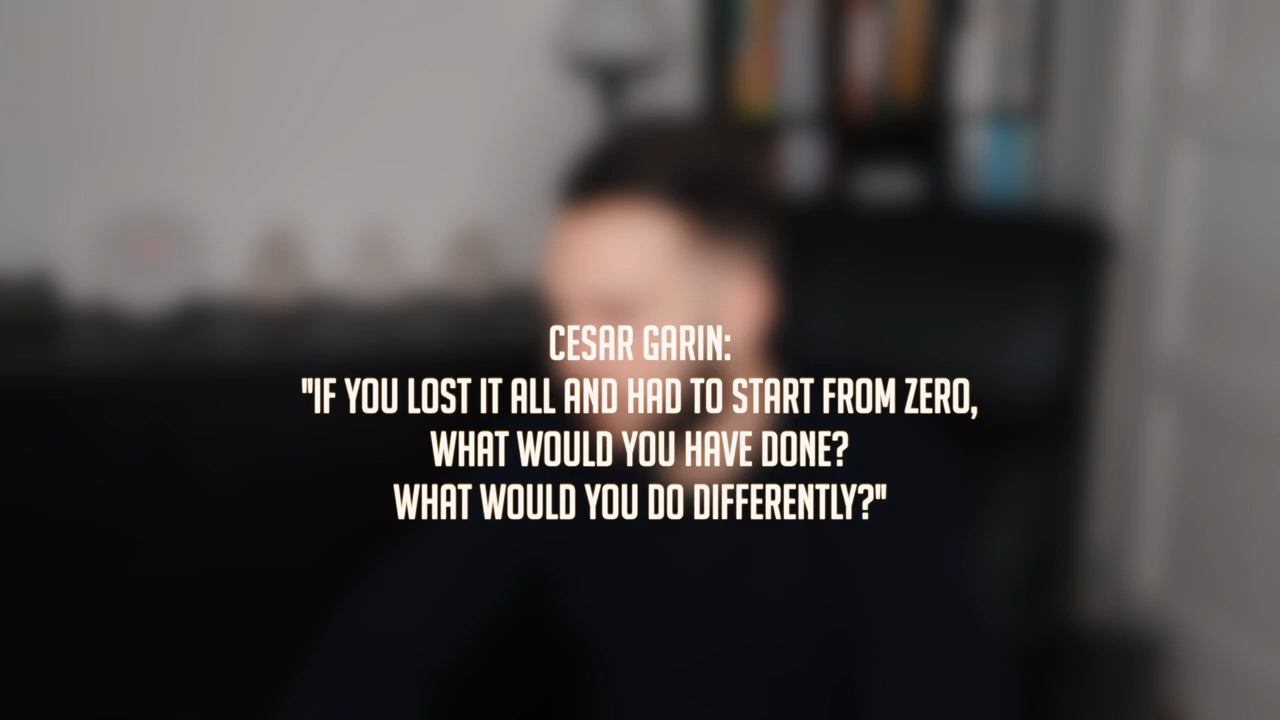 CESAR GARIN:
"IF YOU LOST IT ALL AND HAD TO START FROM ZERO,
WHAT WOULD YOU HAVE DONE?
WHAT WOULD YOU DO DIFFERENTLY?"